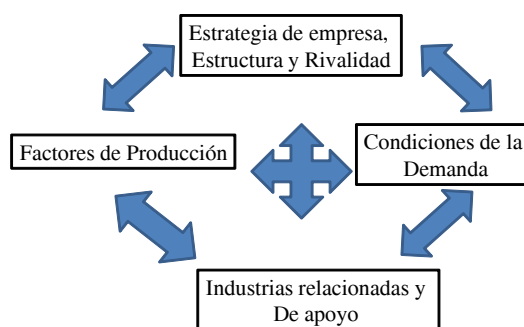 Estrategia de empresa,
Estructura y Rivalidad
Factores de Producción
Condiciones de la
Demanda
Industrias relacionadas y
De apoyo